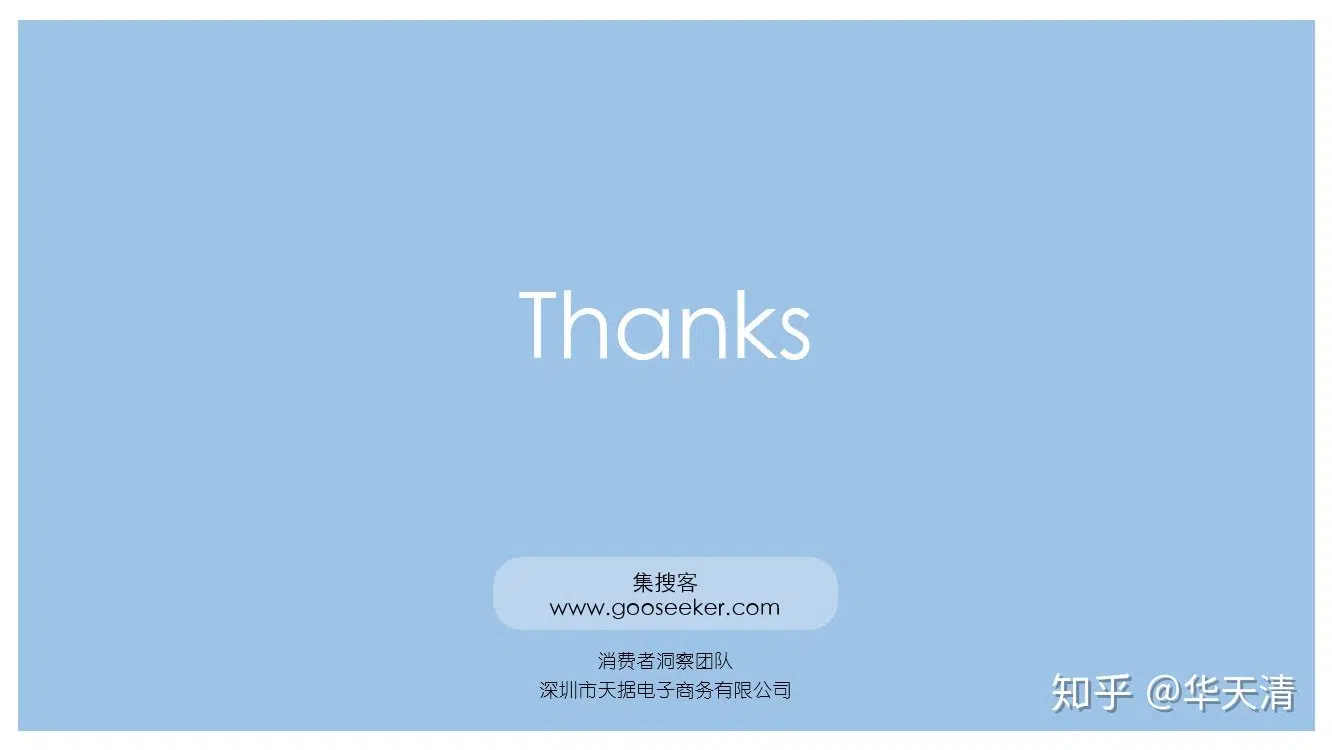 Thanks
集搜客
www.gooseeker.com
消费者洞察团队
深圳市天据电子商务有限公司
知乎 @华天清